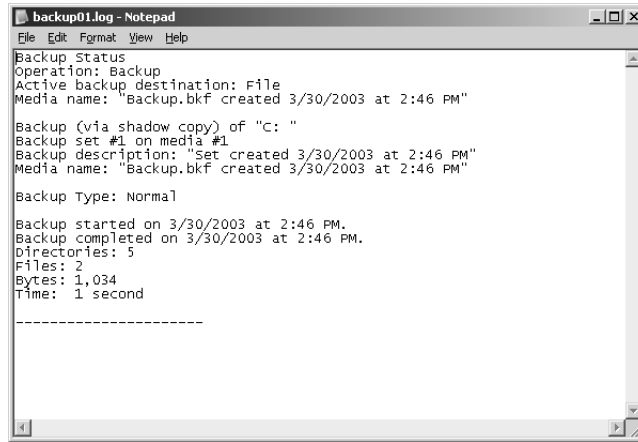 backup01.log - Notepad
File Edit Format View Help
Backup Status
Operation: Backup
Active backup destination: File
Media name: "Backup.bkf created 3/30/2003 at 2:46 PM"
Backup (via shadow copy) of "C: "
Backup set #1 on media #1
Backup description: "Set created 3/30/2003 at 2:46 PM"
Media name: "Backup.bkf created 3/30/2003 at 2:46 PM"
Backup Type: Normal
Backup started on 3/30/2003 at 2:46 PM.
Backup completed on 3/30/2003 at 2:46 PM.
Directories: 5
Files: 2
Bytes: 1,034
Time:  1 second
----------------------